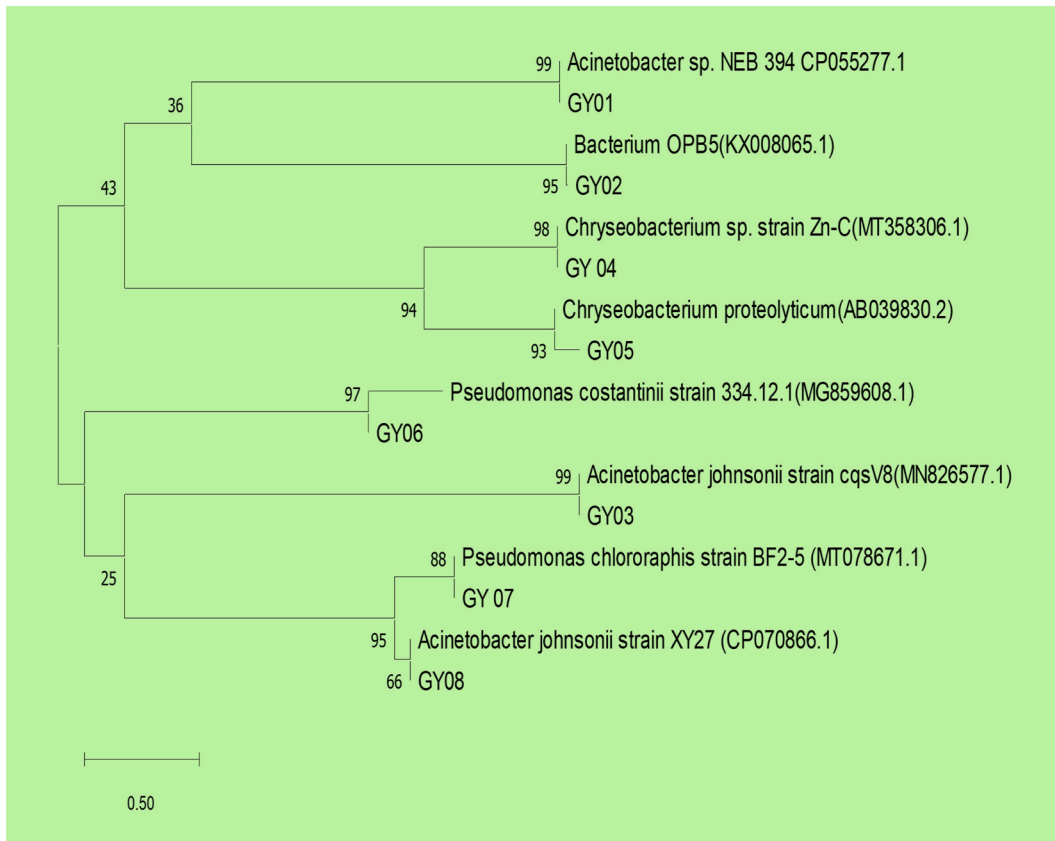 99 Acinetobacter sp. NEB 394 CP055277.1
36
GY01
Bacterium OPB5(KX008065.1)
95 GY02
43
98 Chryseobacterium sp. strain Zn-C(MT358306.1)
GY 04
94 Chryseobacterium proteolyticum(AB039830.2)
93 GY05
97 Pseudomonas costantinii strain 334.12.1(MG859608.1)
GY06
99 Acinetobacter johnsonii strain cqsV8(MN826577.1)
GY03
25
88 Pseudomonas chlororaphis strain BF2-5 (MT078671.1)
GY 07
95 Acinetobacter johnsonii strain XY27 (CP070866.1)
66 GY08
0.50